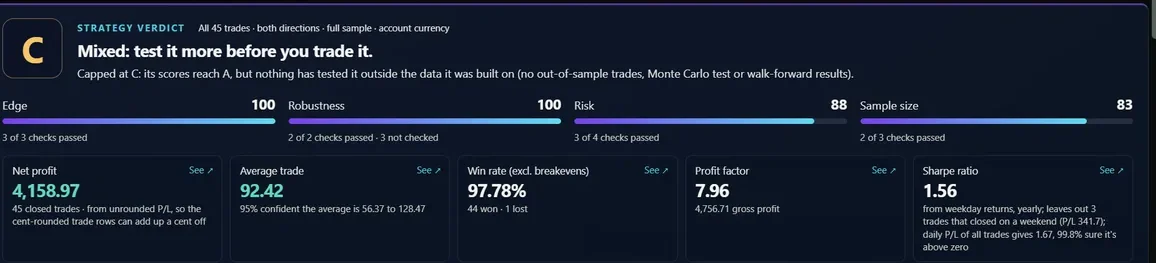 C
STRATEGY VERDICT All 45 trades · both directions · full sample · account currency
Mixed: test it more before you trade it.
Capped at C: its scores reach A, but nothing has tested it outside the data it was built on (no out-of-sample trades, Monte Carlo test or walk-forward results).
Edge 100
3 of 3 checks passed
Robustness 100
2 of 2 checks passed · 3 not checked
Risk 88
3 of 4 checks passed
Sample size 83
2 of 3 checks passed
Net profit See ↗
4,158.97
45 closed trades · from unrounded P/L, so the
cent-rounded trade rows can add up a cent off
Average trade See ↗
92.42
95% confident the average is 56.37 to 128.47
Win rate (excl. breakevens) See ↗
97.78%
44 won · 1 lost
Profit factor See ↗
7.96
4,756.71 gross profit
Sharpe ratio See ↗
1.56
from weekday returns, yearly; leaves out 3
trades that closed on a weekend (P/L 341.7);
daily P/L of all trades gives 1.67, 99.8% sure it's
above zero